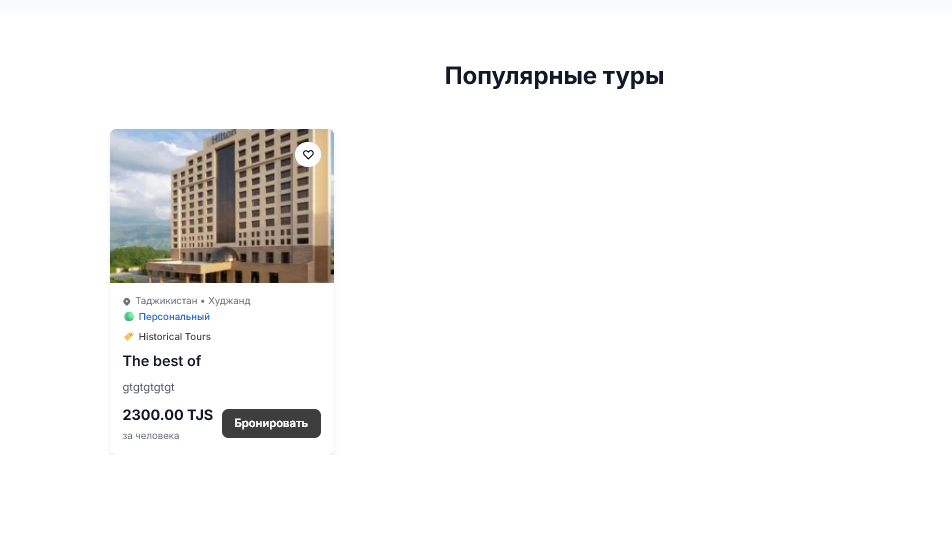 Популярные туры
Hilton
Таджикистан • Худжанд
Персональный
Historical Tours
The best of
gtgtgtgtgt
2300.00 TJS
за человека
Бронировать